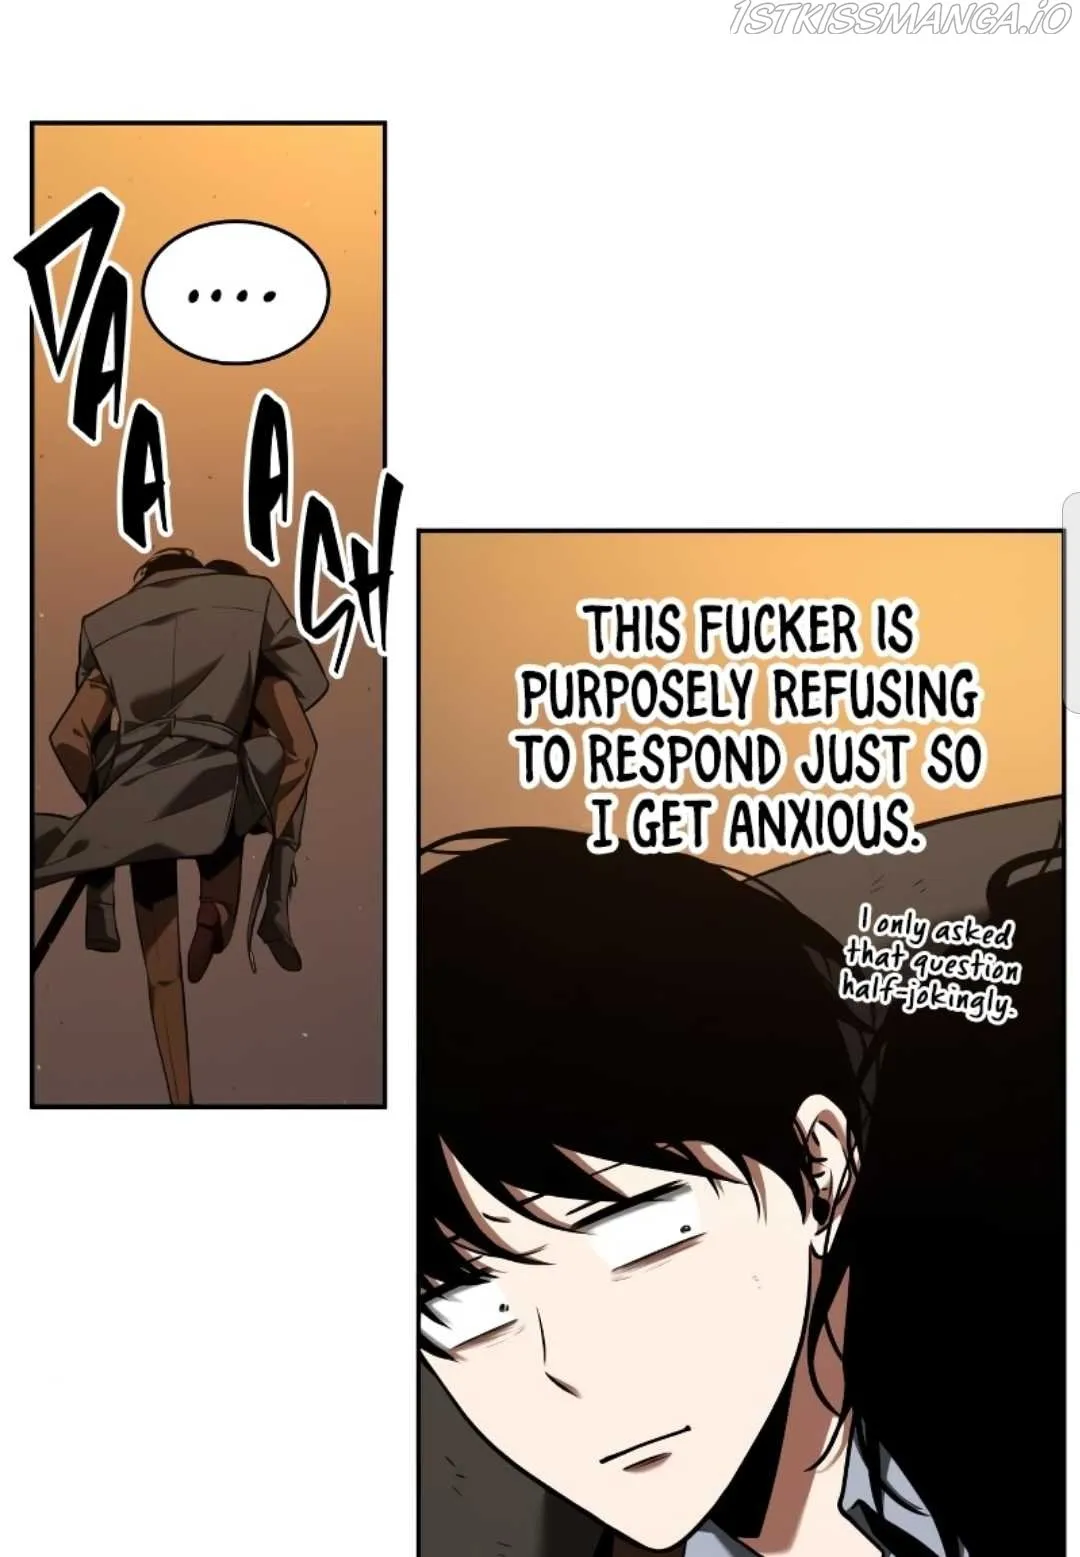 1STKISSMANGA.IO
....
DAAAASH
THIS FUCKER IS
PURPOSELY REFUSING
TO RESPOND JUST SO
I GET ANXIOUS.
I only asked
that question
half-jokingly.